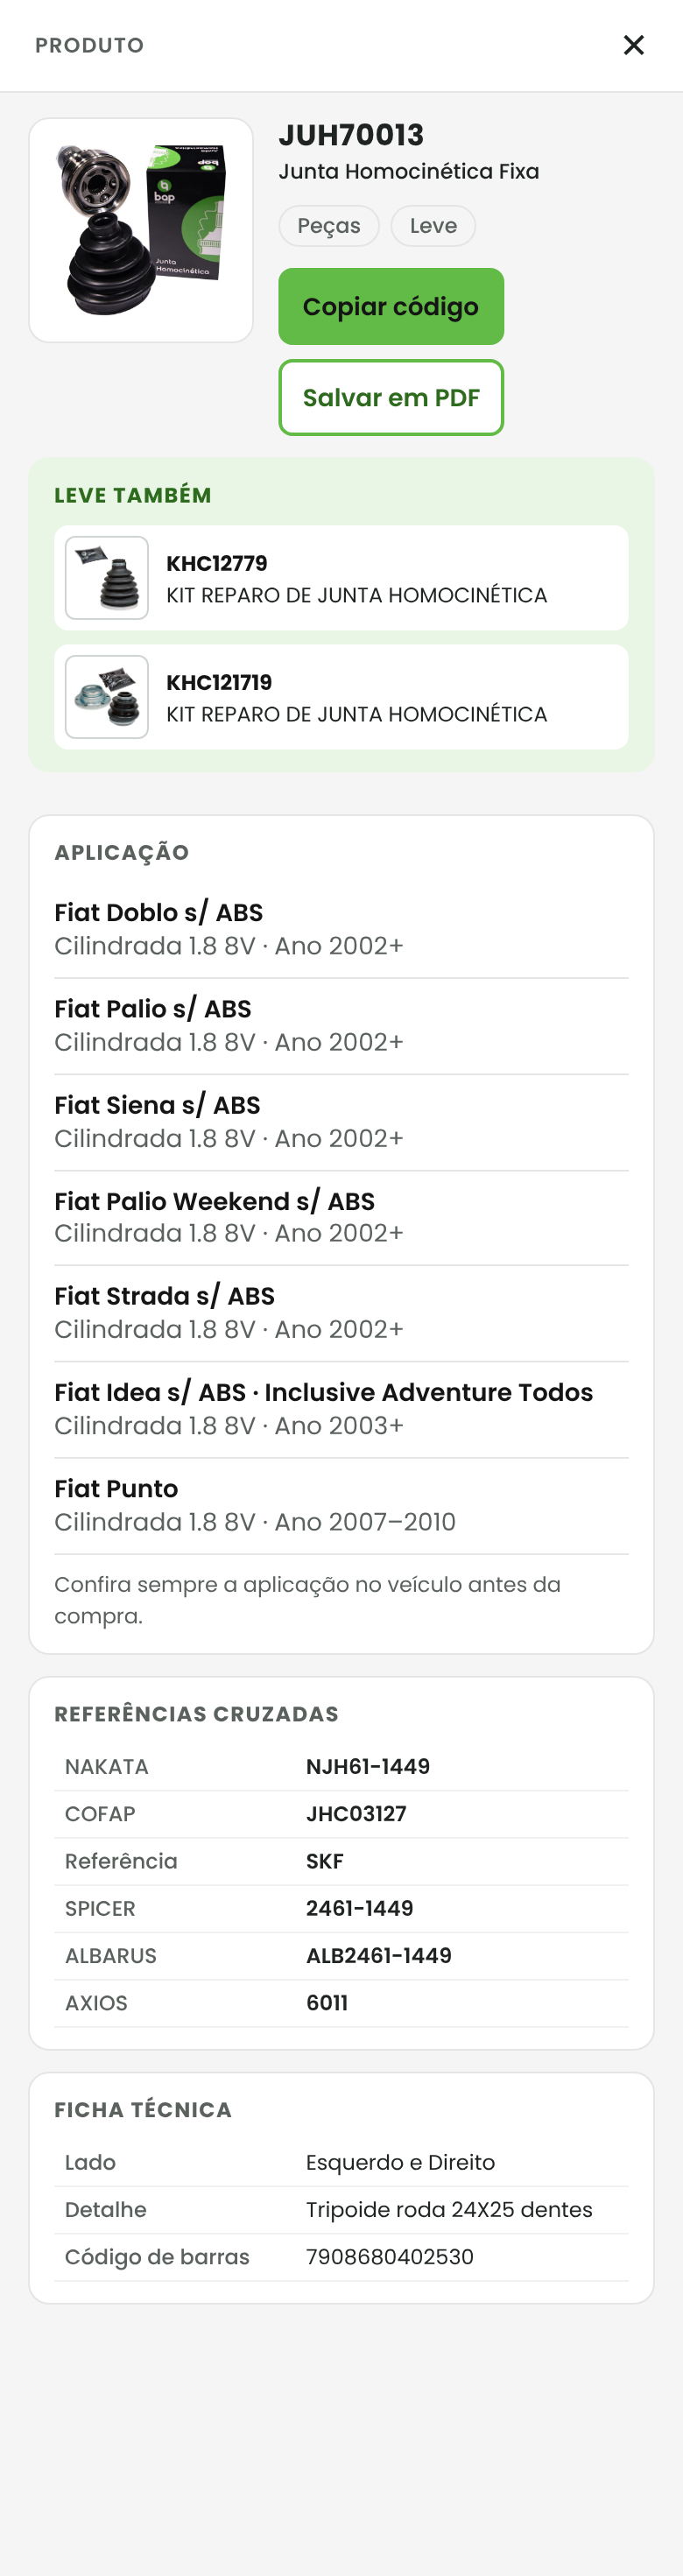 PRODUTO
bap
Junta
Homocinética
JUH70013
Junta Homocinética Fixa
Peças
Leve
Copiar código
Salvar em PDF
LEVE TAMBÉM
KHC12779
KIT REPARO DE JUNTA HOMOCINÉTICA
KHC121719
KIT REPARO DE JUNTA HOMOCINÉTICA
APLICAÇÃO
Fiat Doblo s/ ABS
Cilindrada 1.8 8V · Ano 2002+
Fiat Palio s/ ABS
Cilindrada 1.8 8V · Ano 2002+
Fiat Siena s/ ABS
Cilindrada 1.8 8V · Ano 2002+
Fiat Palio Weekend s/ ABS
Cilindrada 1.8 8V · Ano 2002+
Fiat Strada s/ ABS
Cilindrada 1.8 8V · Ano 2002+
Fiat Idea s/ ABS · Inclusive Adventure Todos
Cilindrada 1.8 8V · Ano 2003+
Fiat Punto
Cilindrada 1.8 8V · Ano 2007–2010
Confira sempre a aplicação no veículo antes da
compra.
REFERÊNCIAS CRUZADAS
NAKATA NJH61-1449
COFAP JHC03127
Referência SKF
SPICER 2461-1449
ALBARUS ALB2461-1449
AXIOS 6011
FICHA TÉCNICA
Lado Esquerdo e Direito
Detalhe Tripoide roda 24X25 dentes
Código de barras 7908680402530